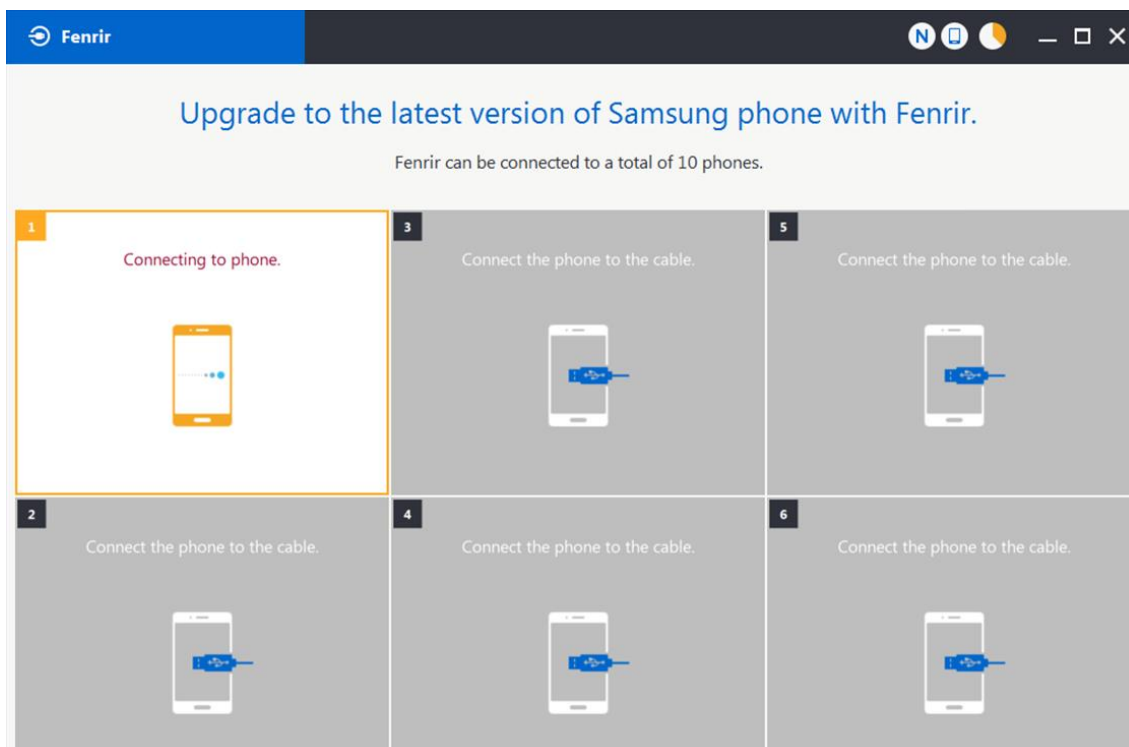 Fenrir
N
Upgrade to the latest version of Samsung phone with Fenrir.
Fenrir can be connected to a total of 10 phones.
1
Connecting to phone.
3
Connect the phone to the cable.
5
Connect the phone to the cable.
2
Connect the phone to the cable.
4
Connect the phone to the cable.
6
Connect the phone to the cable.